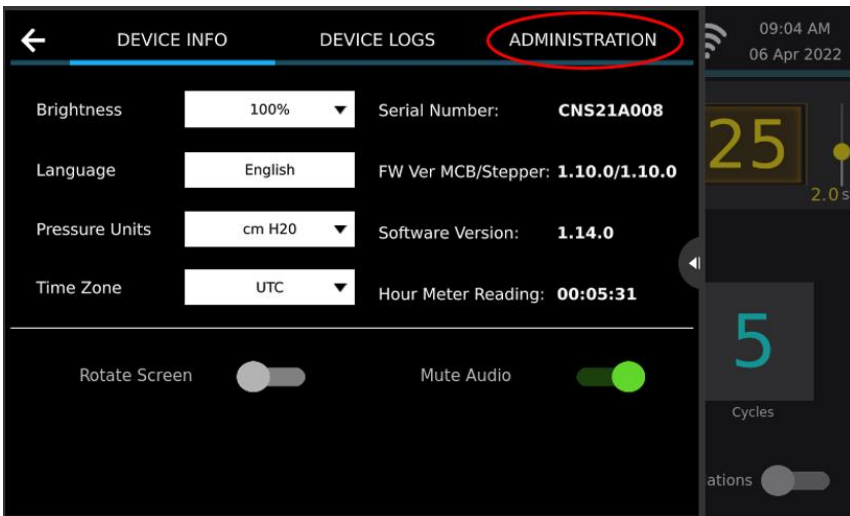 DEVICE INFO DEVICE LOGS ADMINISTRATION
09:04 AM
06 Apr 2022
Brightness 100% Serial Number: CNS21A008
Language English FW Ver MCB/Stepper: 1.10.0/1.10.0
Pressure Units cm H20 Software Version: 1.14.0
Time Zone UTC Hour Meter Reading: 00:05:31
Rotate Screen Mute Audio
25
2.0 s
5
Cycles
ations